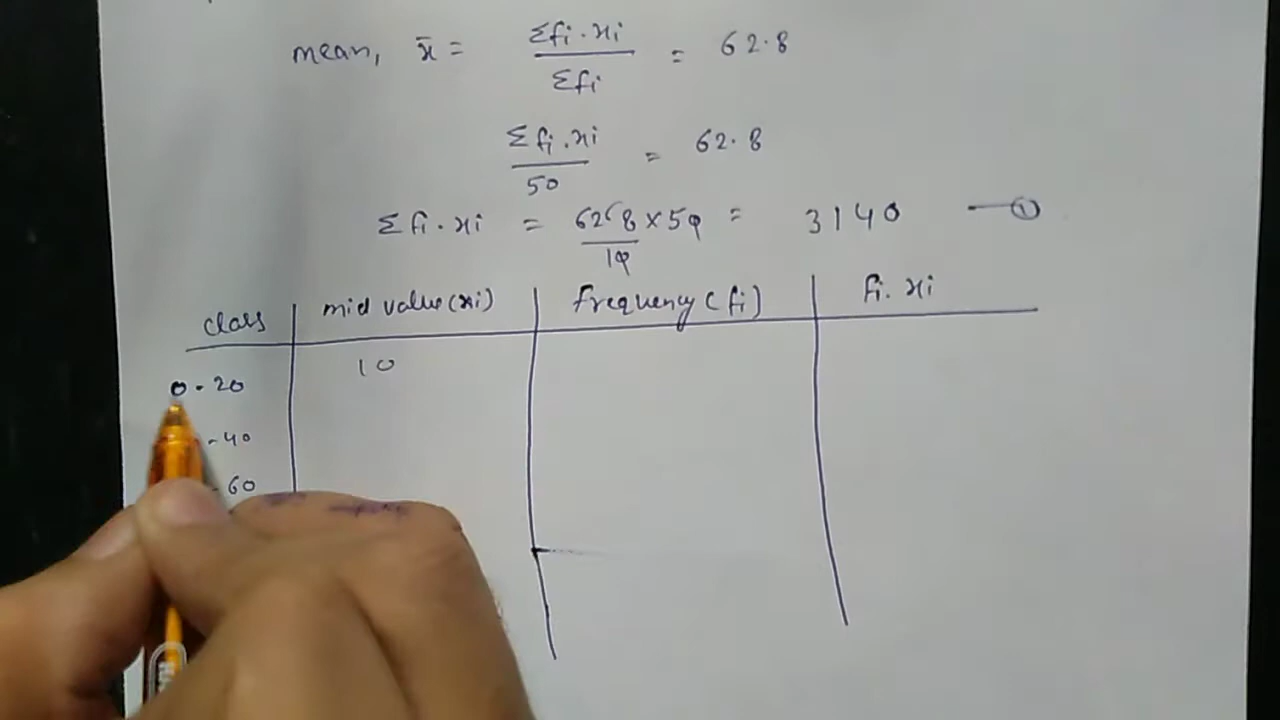 mean, x̄ = Σfi·xi / Σfi = 62.8
Σfi·xi / 50 = 62.8
Σfi·xi = 628 × 50 / 10 = 3140 — ①
class | mid value(xi) | frequency(fi) | fi·xi
0-20 | 10
-40
-60